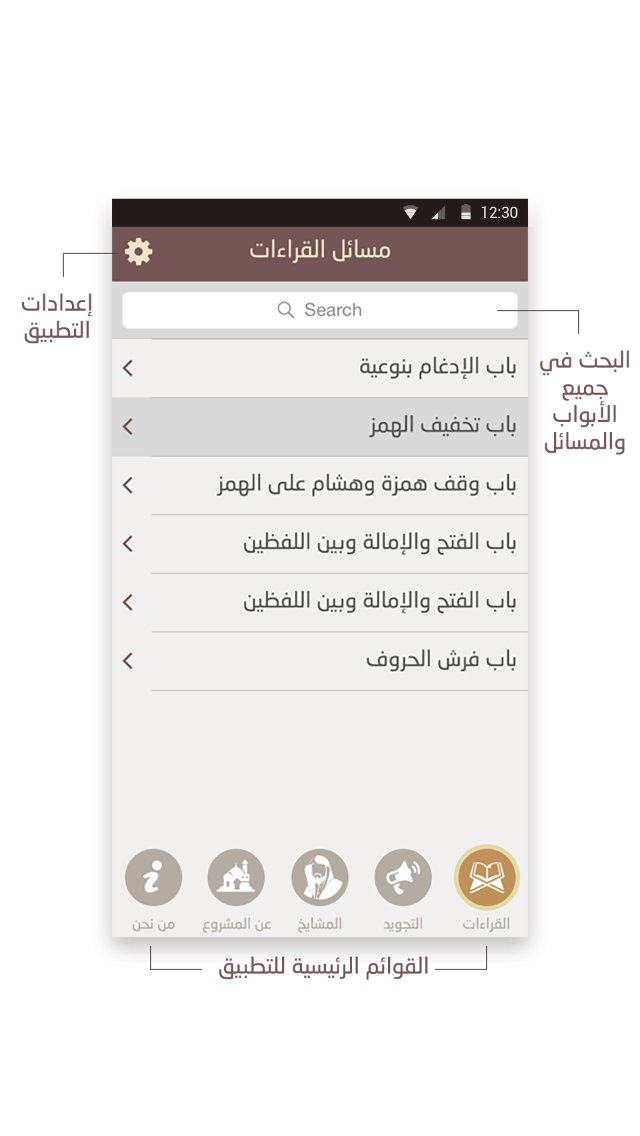 12:30
مسائل القراءات
إعدادات
التطبيق
Search
البحث في
جميع
الأبواب
والمسائل
باب الإدغام بنوعية
باب تخفيف الهمز
باب وقف همزة وهشام على الهمز
باب الفتح والإمالة وبين اللفظين
باب الفتح والإمالة وبين اللفظين
باب فرش الحروف
القراءات التجويد المشايخ عن المشروع من نحن
القوائم الرئيسية للتطبيق